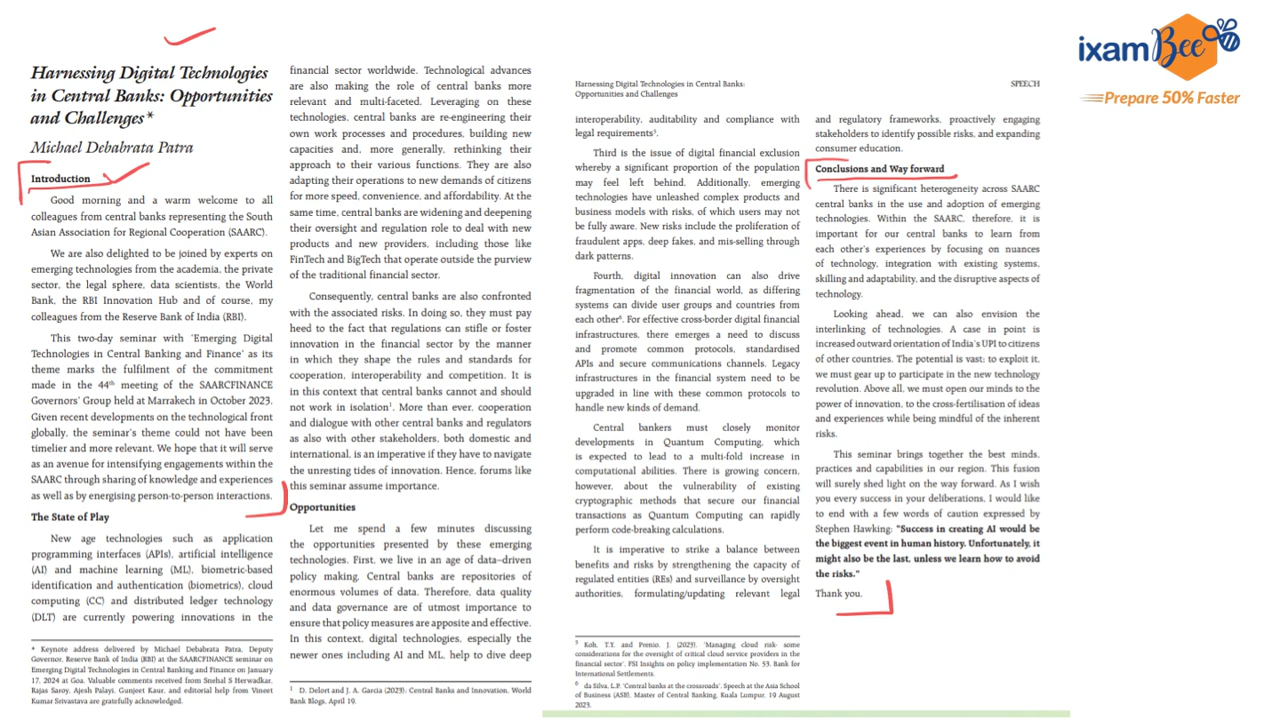 Harnessing Digital Technologies
in Central Banks: Opportunities
and Challenges*
Michael Debabrata Patra
Introduction
Good morning and a warm welcome to all
colleagues from central banks representing the South
Asian Association for Regional Cooperation (SAARC).
We are also delighted to be joined by experts on
emerging technologies from the academia, the private
sector, the legal sphere, data scientists, the World
Bank, the RBI Innovation Hub and of course, my
colleagues from the Reserve Bank of India (RBI).
This two-day seminar with 'Emerging Digital
Technologies in Central Banking and Finance' as its
theme marks the fulfilment of the commitment
made in the 44th meeting of the SAARCFINANCE
Governors' Group held at Marrakech in October 2023.
Given recent developments on the technological front
globally, the seminar's theme could not have been
timelier and more relevant. We hope that it will serve
as an avenue for intensifying engagements within the
SAARC through sharing of knowledge and experiences
as well as by energising person-to-person interactions.
The State of Play
New age technologies such as application
programming interfaces (APIs), artificial intelligence
(AI) and machine learning (ML), biometric-based
identification and authentication (biometrics), cloud
computing (CC) and distributed ledger technology
(DLT) are currently powering innovations in the
* Keynote address delivered by Michael Debabrata Patra, Deputy
Governor, Reserve Bank of India (RBI) at the SAARCFINANCE seminar on
Emerging Digital Technologies in Central Banking and Finance on January
17, 2024 at Goa. Valuable comments received from Snehal S Herwadkar,
Rajas Saroy, Ajesh Palayi, Gunjeet Kaur, and editorial help from Vineet
Kumar Srivastava are gratefully acknowledged.
financial sector worldwide. Technological advances
are also making the role of central banks more
relevant and multi-faceted. Leveraging on these
technologies, central banks are re-engineering their
own work processes and procedures, building new
capacities and, more generally, rethinking their
approach to their various functions. They are also
adapting their operations to new demands of citizens
for more speed, convenience, and affordability. At the
same time, central banks are widening and deepening
their oversight and regulation role to deal with new
products and new providers, including those like
FinTech and BigTech that operate outside the purview
of the traditional financial sector.
Consequently, central banks are also confronted
with the associated risks. In doing so, they must pay
heed to the fact that regulations can stifle or foster
innovation in the financial sector by the manner
in which they shape the rules and standards for
cooperation, interoperability and competition. It is
in this context that central banks cannot and should
not work in isolation1. More than ever, cooperation
and dialogue with other central banks and regulators
as also with other stakeholders, both domestic and
international, is an imperative if they have to navigate
the unresting tides of innovation. Hence, forums like
this seminar assume importance.
Opportunities
Let me spend a few minutes discussing
the opportunities presented by these emerging
technologies. First, we live in an age of data–driven
policy making. Central banks are repositories of
enormous volumes of data. Therefore, data quality
and data governance are of utmost importance to
ensure that policy measures are apposite and effective.
In this context, digital technologies, especially the
newer ones including AI and ML, help to dive deep
1 D. Delort and J. A. Garcia (2023); Central Banks and Innovation, World
Bank Blogs, April 19.
Harnessing Digital Technologies in Central Banks:
Opportunities and Challenges
SPEECH
interoperability, auditability and compliance with
legal requirements5.
Third is the issue of digital financial exclusion
whereby a significant proportion of the population
may feel left behind. Additionally, emerging
technologies have unleashed complex products and
business models with risks, of which users may not
be fully aware. New risks include the proliferation of
fraudulent apps, deep fakes, and mis-selling through
dark patterns.
Fourth, digital innovation can also drive
fragmentation of the financial world, as differing
systems can divide user groups and countries from
each other6. For effective cross-border digital financial
infrastructures, there emerges a need to discuss
and promote common protocols, standardised
APIs and secure communications channels. Legacy
infrastructures in the financial system need to be
upgraded in line with these common protocols to
handle new kinds of demand.
Central bankers must closely monitor
developments in Quantum Computing, which
is expected to lead to a multi-fold increase in
computational abilities. There is growing concern,
however, about the vulnerability of existing
cryptographic methods that secure our financial
transactions as Quantum Computing can rapidly
perform code-breaking calculations.
It is imperative to strike a balance between
benefits and risks by strengthening the capacity of
regulated entities (REs) and surveillance by oversight
authorities, formulating/updating relevant legal
5 Koh, T.Y. and Prenio, J. (2023). 'Managing cloud risk- some
considerations for the oversight of critical cloud service providers in the
financial sector'. FSI Insights on policy implementation No. 53. Bank for
International Settlements.
6 da Silva, L.P. 'Central banks at the crossroads'. Speech at the Asia School
of Business (ASB), Master of Central Banking, Kuala Lumpur, 19 August
2023.
and regulatory frameworks, proactively engaging
stakeholders to identify possible risks, and expanding
consumer education.
Conclusions and Way forward
There is significant heterogeneity across SAARC
central banks in the use and adoption of emerging
technologies. Within the SAARC, therefore, it is
important for our central banks to learn from
each other's experiences by focusing on nuances
of technology, integration with existing systems,
skilling and adaptability, and the disruptive aspects of
technology.
Looking ahead, we can also envision the
interlinking of technologies. A case in point is
increased outward orientation of India's UPI to citizens
of other countries. The potential is vast; to exploit it,
we must gear up to participate in the new technology
revolution. Above all, we must open our minds to the
power of innovation, to the cross-fertilisation of ideas
and experiences while being mindful of the inherent
risks.
This seminar brings together the best minds,
practices and capabilities in our region. This fusion
will surely shed light on the way forward. As I wish
you every success in your deliberations, I would like
to end with a few words of caution expressed by
Stephen Hawking: "Success in creating AI would be
the biggest event in human history. Unfortunately, it
might also be the last, unless we learn how to avoid
the risks."
Thank you.
ixamBee
Prepare 50% Faster